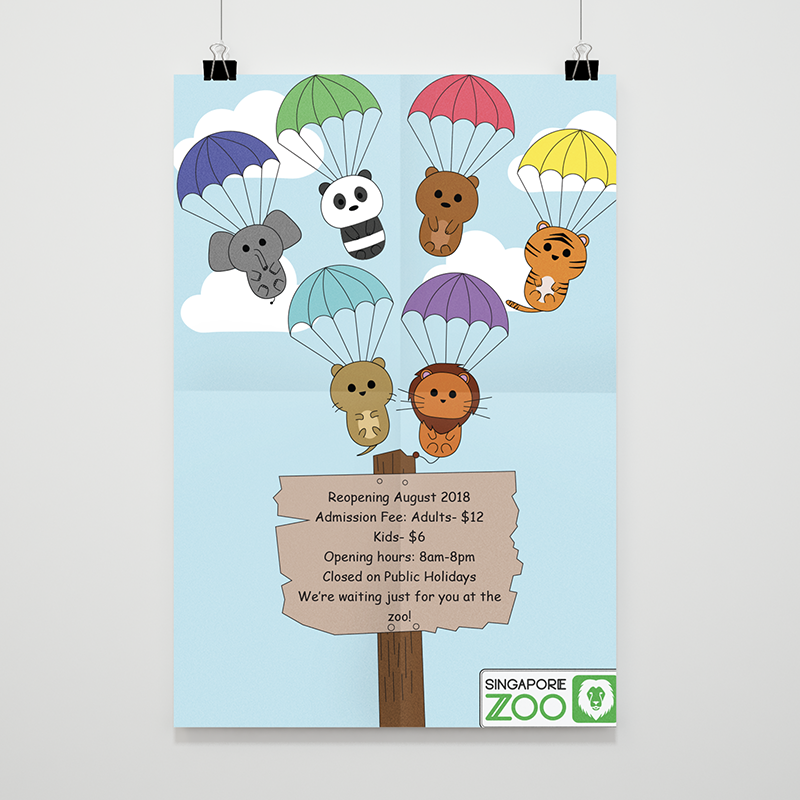 Reopening August 2018
Admission Fee: Adults- $12
Kids- $6
Opening hours: 8am-8pm
Closed on Public Holidays
We're waiting just for you at the
zoo!
SINGAPORE
ZOO